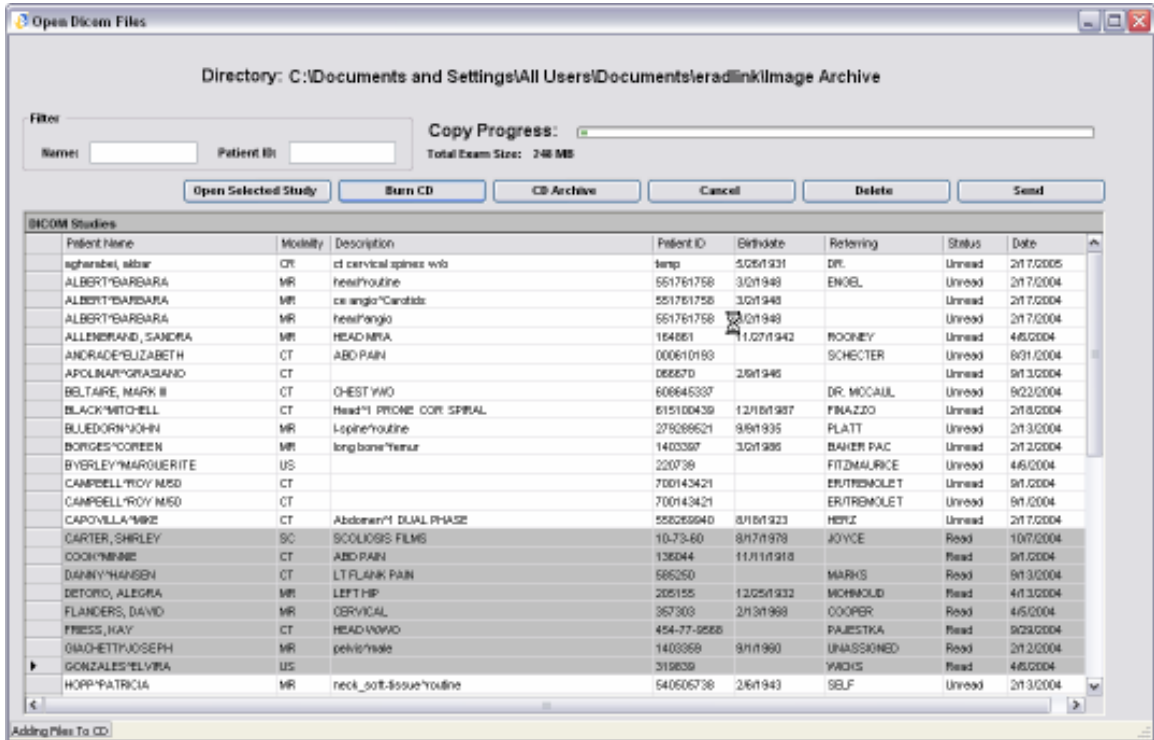 Open Dicom Files
Directory: C:\Documents and Settings\All Users\Documents\eradlink\Image Archive
Filter
Name: Patient ID:
Copy Progress:
Total Exam Size: 248 MB
Open Selected Study Burn CD CD Archive Cancel Delete Send
DICOM Studies
Patient Name Modality Description Patient ID Birthdate Referring Status Date
agharabei, akbar CR ct cervical spines w/o temp 5/26/1931 DR. Unread 2/17/2005
ALBERT^BARBARA MR head^routine 551761758 3/2/1948 ENGEL Unread 2/17/2004
ALBERT^BARBARA MR ce angio^Carotids 551761758 3/2/1948 Unread 2/17/2004
ALBERT^BARBARA MR head^angio 551761758 3/2/1948 Unread 2/17/2004
ALLENBRAND, SANDRA MR HEAD MRA 164861 11/27/1942 ROONEY Unread 4/6/2004
ANDRADE^ELIZABETH CT ABD PAIN 000610193 SCHECTER Unread 8/31/2004
APOLINAR^GRASIANO CT 066670 2/9/1946 Unread 9/13/2004
BELTAIRE, MARK III CT CHEST W/O 608645337 DR. MCCAUL Unread 9/22/2004
BLACK^MITCHELL CT Head^1 PRONE COR SPIRAL 615100439 12/18/1987 FINAZZO Unread 2/18/2004
BLUEDORN^JOHN MR l-spine^routine 279289521 9/9/1935 PLATT Unread 2/13/2004
BORGES^COREEN MR long bone^femur 1403397 3/2/1986 BAHER PAC Unread 2/12/2004
BYERLEY^MARGUERITE US 220739 FITZMAURICE Unread 4/6/2004
CAMPBELL^ROY M/50 CT 700143421 ER/TREMOLET Unread 9/1/2004
CAMPBELL^ROY M/50 CT 700143421 ER/TREMOLET Unread 9/1/2004
CAPOVILLA^MIKE CT Abdomen^1 DUAL PHASE 558269940 8/18/1923 HERZ Unread 2/17/2004
CARTER, SHIRLEY SC SCOLIOSIS FILMS 10-73-60 8/17/1978 JOYCE Read 10/7/2004
COOK^MINNIE CT ABD PAIN 136044 11/11/1918 Read 9/1/2004
DANNY^HANSEN CT LT FLANK PAIN 585250 MARKS Read 9/13/2004
DETORO, ALEGRA MR LEFT HIP 205155 12/25/1932 MOHMOUD Read 4/13/2004
FLANDERS, DAVID MR CERVICAL 357303 2/13/1968 COOPER Read 4/5/2004
FRIESS, KAY CT HEAD W/WO 454-77-9568 PAJESTKA Read 9/29/2004
GIACHETTI^JOSEPH MR pelvis^male 1403359 9/1/1960 UNASSIGNED Read 2/12/2004
GONZALES^ELVIRA US 319839 WICKS Read 4/6/2004
HOPP^PATRICIA MR neck_soft-tissue^routine 540505738 2/6/1943 SELF Unread 2/13/2004
Adding Files To CD